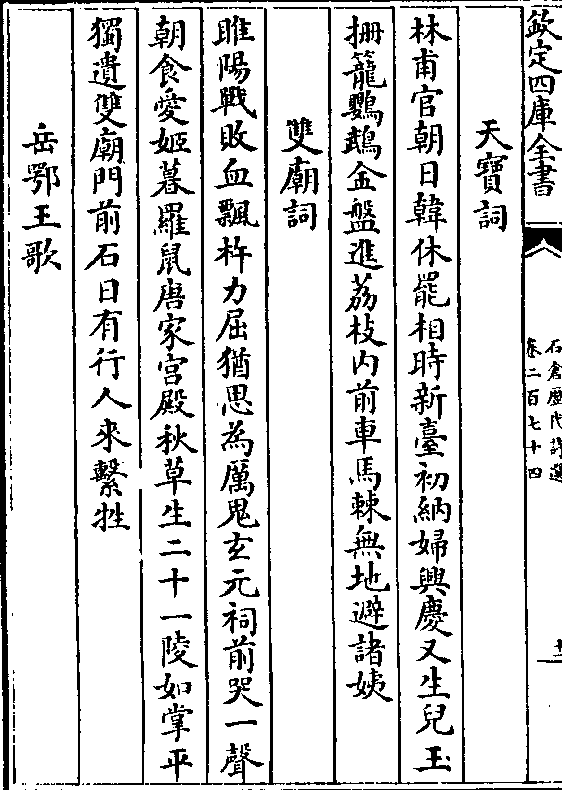 欽定四庫全書
石倉歷代詩選
卷二百七十四
天寶詞
林甫官朝日韓休罷相時新臺初納婦興慶又生兒玉
柵籠鸚鵡金盤進荔枝内前車馬棘無地避諸姨
雙廟詞
睢陽戰敗血飄杵力屈猶思為厲鬼玄元祠前哭一聲
朝食愛姬暮羅鼠唐家宫殿秋草生二十一陵如掌平
獨遺雙廟門前石日有行人來繫牲
岳鄂王歌